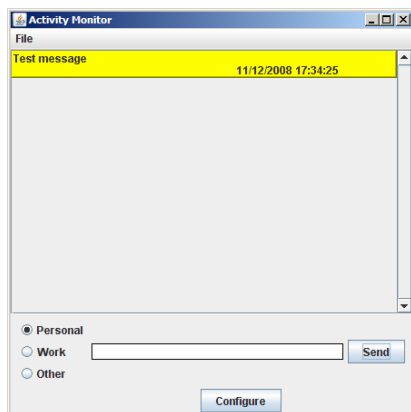 Activity Monitor
File
Test message
11/12/2008 17:34:25
Personal
Work
Send
Other
Configure